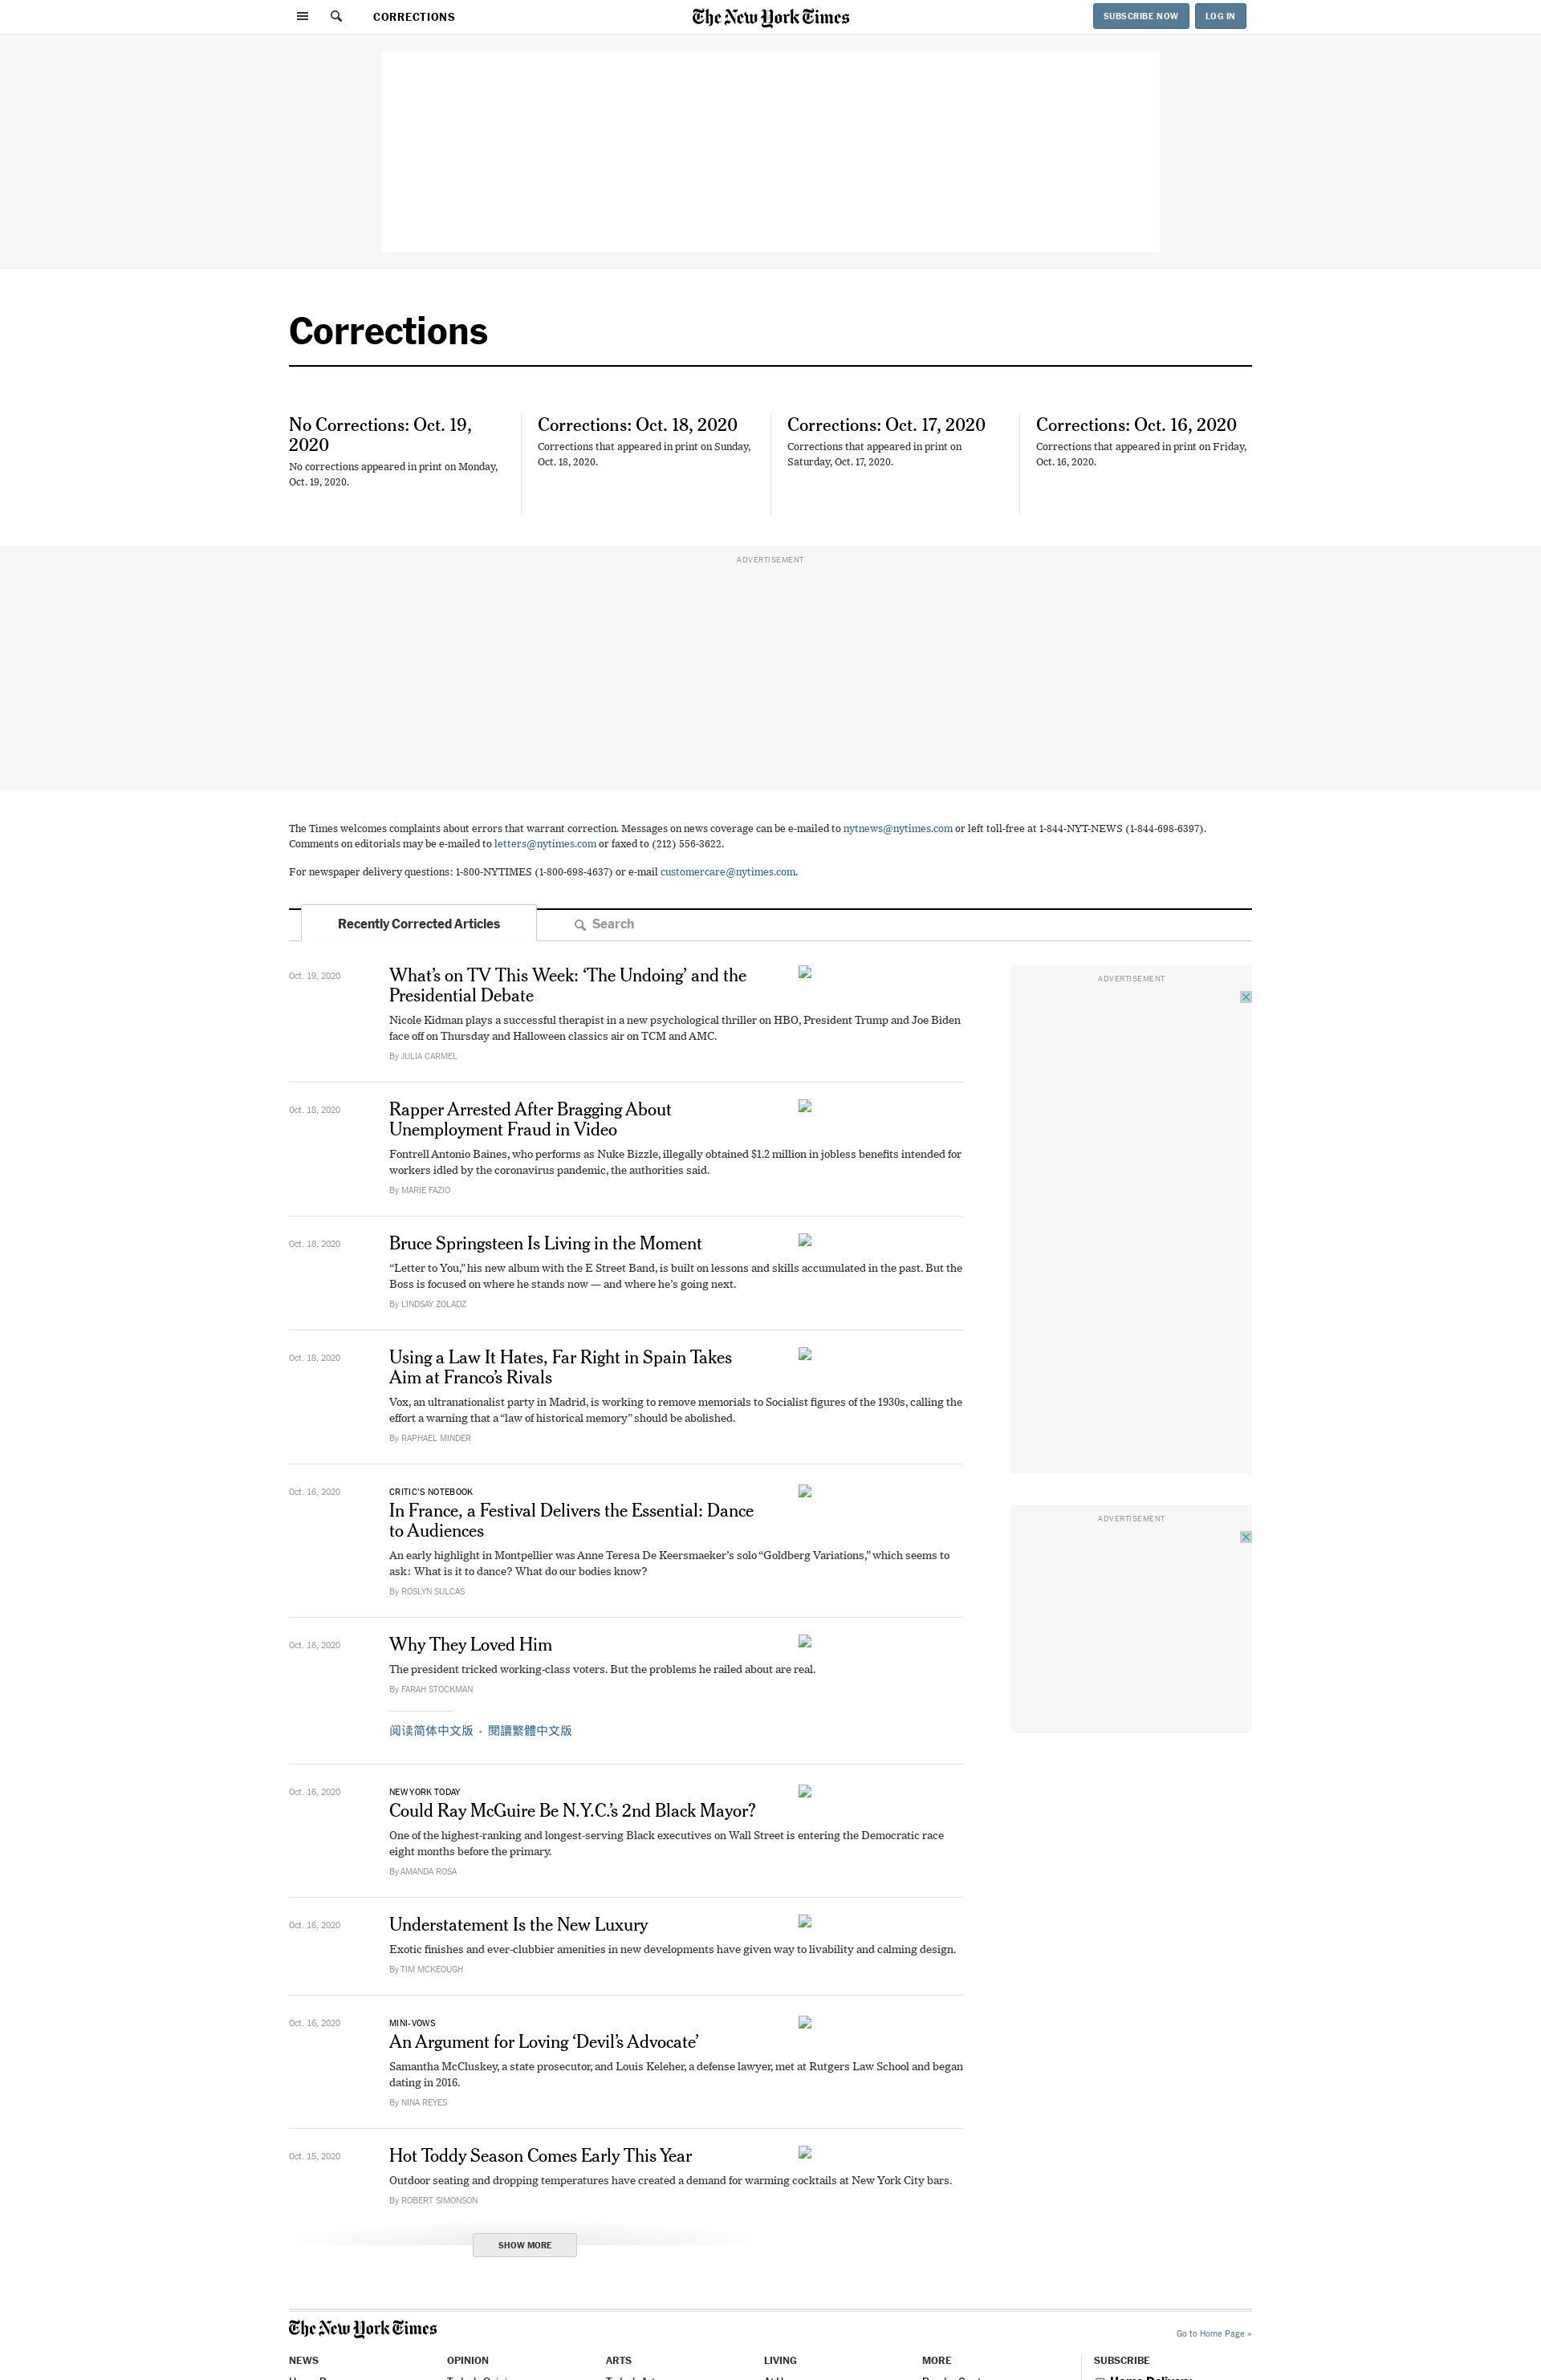 CORRECTIONS
The New York Times
SUBSCRIBE NOW
LOG IN
Corrections
No Corrections: Oct. 19,
2020
No corrections appeared in print on Monday,
Oct. 19, 2020.
Corrections: Oct. 18, 2020
Corrections that appeared in print on Sunday,
Oct. 18, 2020.
Corrections: Oct. 17, 2020
Corrections that appeared in print on
Saturday, Oct. 17, 2020.
Corrections: Oct. 16, 2020
Corrections that appeared in print on Friday,
Oct. 16, 2020.
ADVERTISEMENT
The Times welcomes complaints about errors that warrant correction. Messages on news coverage can be e-mailed to nytnews@nytimes.com or left toll-free at 1-844-NYT-NEWS (1-844-698-6397).
Comments on editorials may be e-mailed to letters@nytimes.com or faxed to (212) 556-3622.
For newspaper delivery questions: 1-800-NYTIMES (1-800-698-4637) or e-mail customercare@nytimes.com.
Recently Corrected Articles
Search
Oct. 19, 2020
What’s on TV This Week: ‘The Undoing’ and the
Presidential Debate
Nicole Kidman plays a successful therapist in a new psychological thriller on HBO, President Trump and Joe Biden
face off on Thursday and Halloween classics air on TCM and AMC.
By JULIA CARMEL
ADVERTISEMENT
Oct. 18, 2020
Rapper Arrested After Bragging About
Unemployment Fraud in Video
Fontrell Antonio Baines, who performs as Nuke Bizzle, illegally obtained $1.2 million in jobless benefits intended for
workers idled by the coronavirus pandemic, the authorities said.
By MARIE FAZIO
Oct. 18, 2020
Bruce Springsteen Is Living in the Moment
“Letter to You,” his new album with the E Street Band, is built on lessons and skills accumulated in the past. But the
Boss is focused on where he stands now — and where he’s going next.
By LINDSAY ZOLADZ
Oct. 18, 2020
Using a Law It Hates, Far Right in Spain Takes
Aim at Franco’s Rivals
Vox, an ultranationalist party in Madrid, is working to remove memorials to Socialist figures of the 1930s, calling the
effort a warning that a “law of historical memory” should be abolished.
By RAPHAEL MINDER
Oct. 16, 2020
CRITIC’S NOTEBOOK
In France, a Festival Delivers the Essential: Dance
to Audiences
An early highlight in Montpellier was Anne Teresa De Keersmaeker’s solo “Goldberg Variations,” which seems to
ask: What is it to dance? What do our bodies know?
By ROSLYN SULCAS
ADVERTISEMENT
Oct. 16, 2020
Why They Loved Him
The president tricked working-class voters. But the problems he railed about are real.
By FARAH STOCKMAN
阅读简体中文版 • 閱讀繁體中文版
Oct. 16, 2020
NEW YORK TODAY
Could Ray McGuire Be N.Y.C.’s 2nd Black Mayor?
One of the highest-ranking and longest-serving Black executives on Wall Street is entering the Democratic race
eight months before the primary.
By AMANDA ROSA
Oct. 16, 2020
Understatement Is the New Luxury
Exotic finishes and ever-clubbier amenities in new developments have given way to livability and calming design.
By TIM MCKEOUGH
Oct. 16, 2020
MINI-VOWS
An Argument for Loving ‘Devil’s Advocate’
Samantha McCluskey, a state prosecutor, and Louis Keleher, a defense lawyer, met at Rutgers Law School and began
dating in 2016.
By NINA REYES
Oct. 15, 2020
Hot Toddy Season Comes Early This Year
Outdoor seating and dropping temperatures have created a demand for warming cocktails at New York City bars.
By ROBERT SIMONSON
SHOW MORE
The New York Times
Go to Home Page »
NEWS
OPINION
ARTS
LIVING
MORE
SUBSCRIBE
Home Delivery